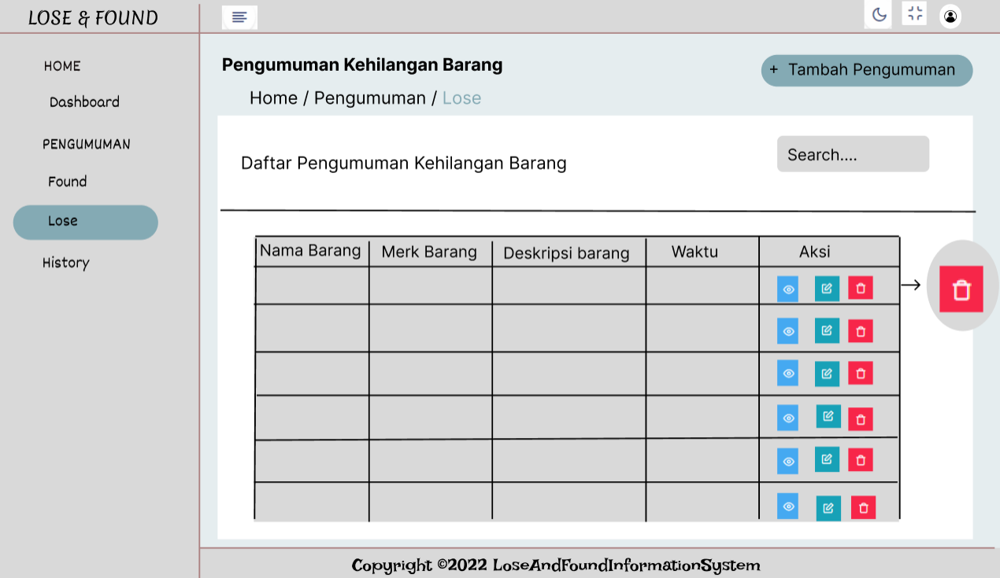 LOSE & FOUND
HOME
Dashboard
PENGUMUMAN
Found
Lose
History
Pengumuman Kehilangan Barang
+ Tambah Pengumuman
Home / Pengumuman / Lose
Daftar Pengumuman Kehilangan Barang
Search....
Nama Barang Merk Barang Deskripsi barang Waktu Aksi
Copyright ©2022 LoseAndFoundInformationSystem